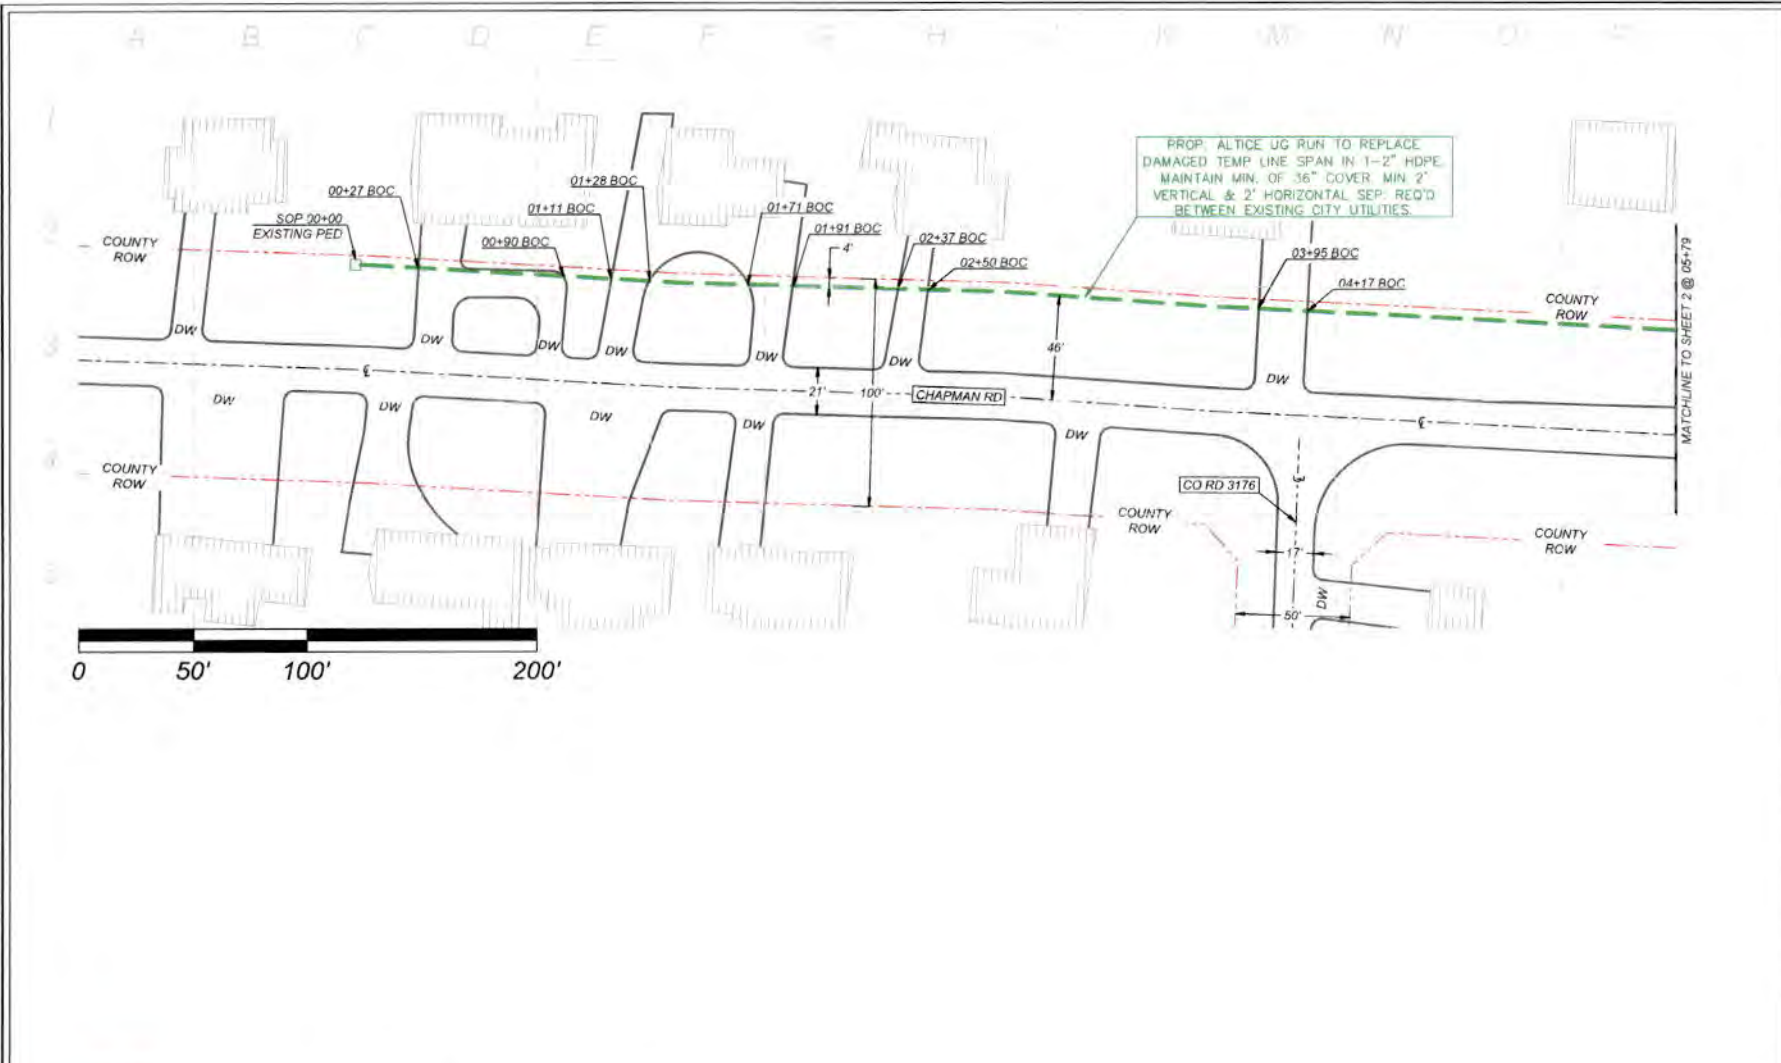 A B C D E F G H J K M N O P
PROP. ALTICE UG RUN TO REPLACE
DAMAGED TEMP LINE SPAN IN 1-2" HDPE.
MAINTAIN MIN. OF 36" COVER. MIN 2'
VERTICAL & 2' HORIZONTAL SEP. REQ'D
BETWEEN EXISTING CITY UTILITIES.
00+27 BOC
01+28 BOC
SOP 00+00
EXISTING PED
01+11 BOC
01+71 BOC
COUNTY
ROW
00+90 BOC
01+91 BOC
4'
02+37 BOC
02+50 BOC
03+95 BOC
04+17 BOC
COUNTY
ROW
MATCHLINE TO SHEET 2 @ 05+79
DW
DW
DW
DW
DW
DW
46'
DW
DW
DW
DW
DW
21'
100'
CHAPMAN RD
DW
DW
COUNTY
ROW
CO RD 3176
COUNTY
ROW
COUNTY
ROW
17'
DW
50'
0 50' 100' 200'